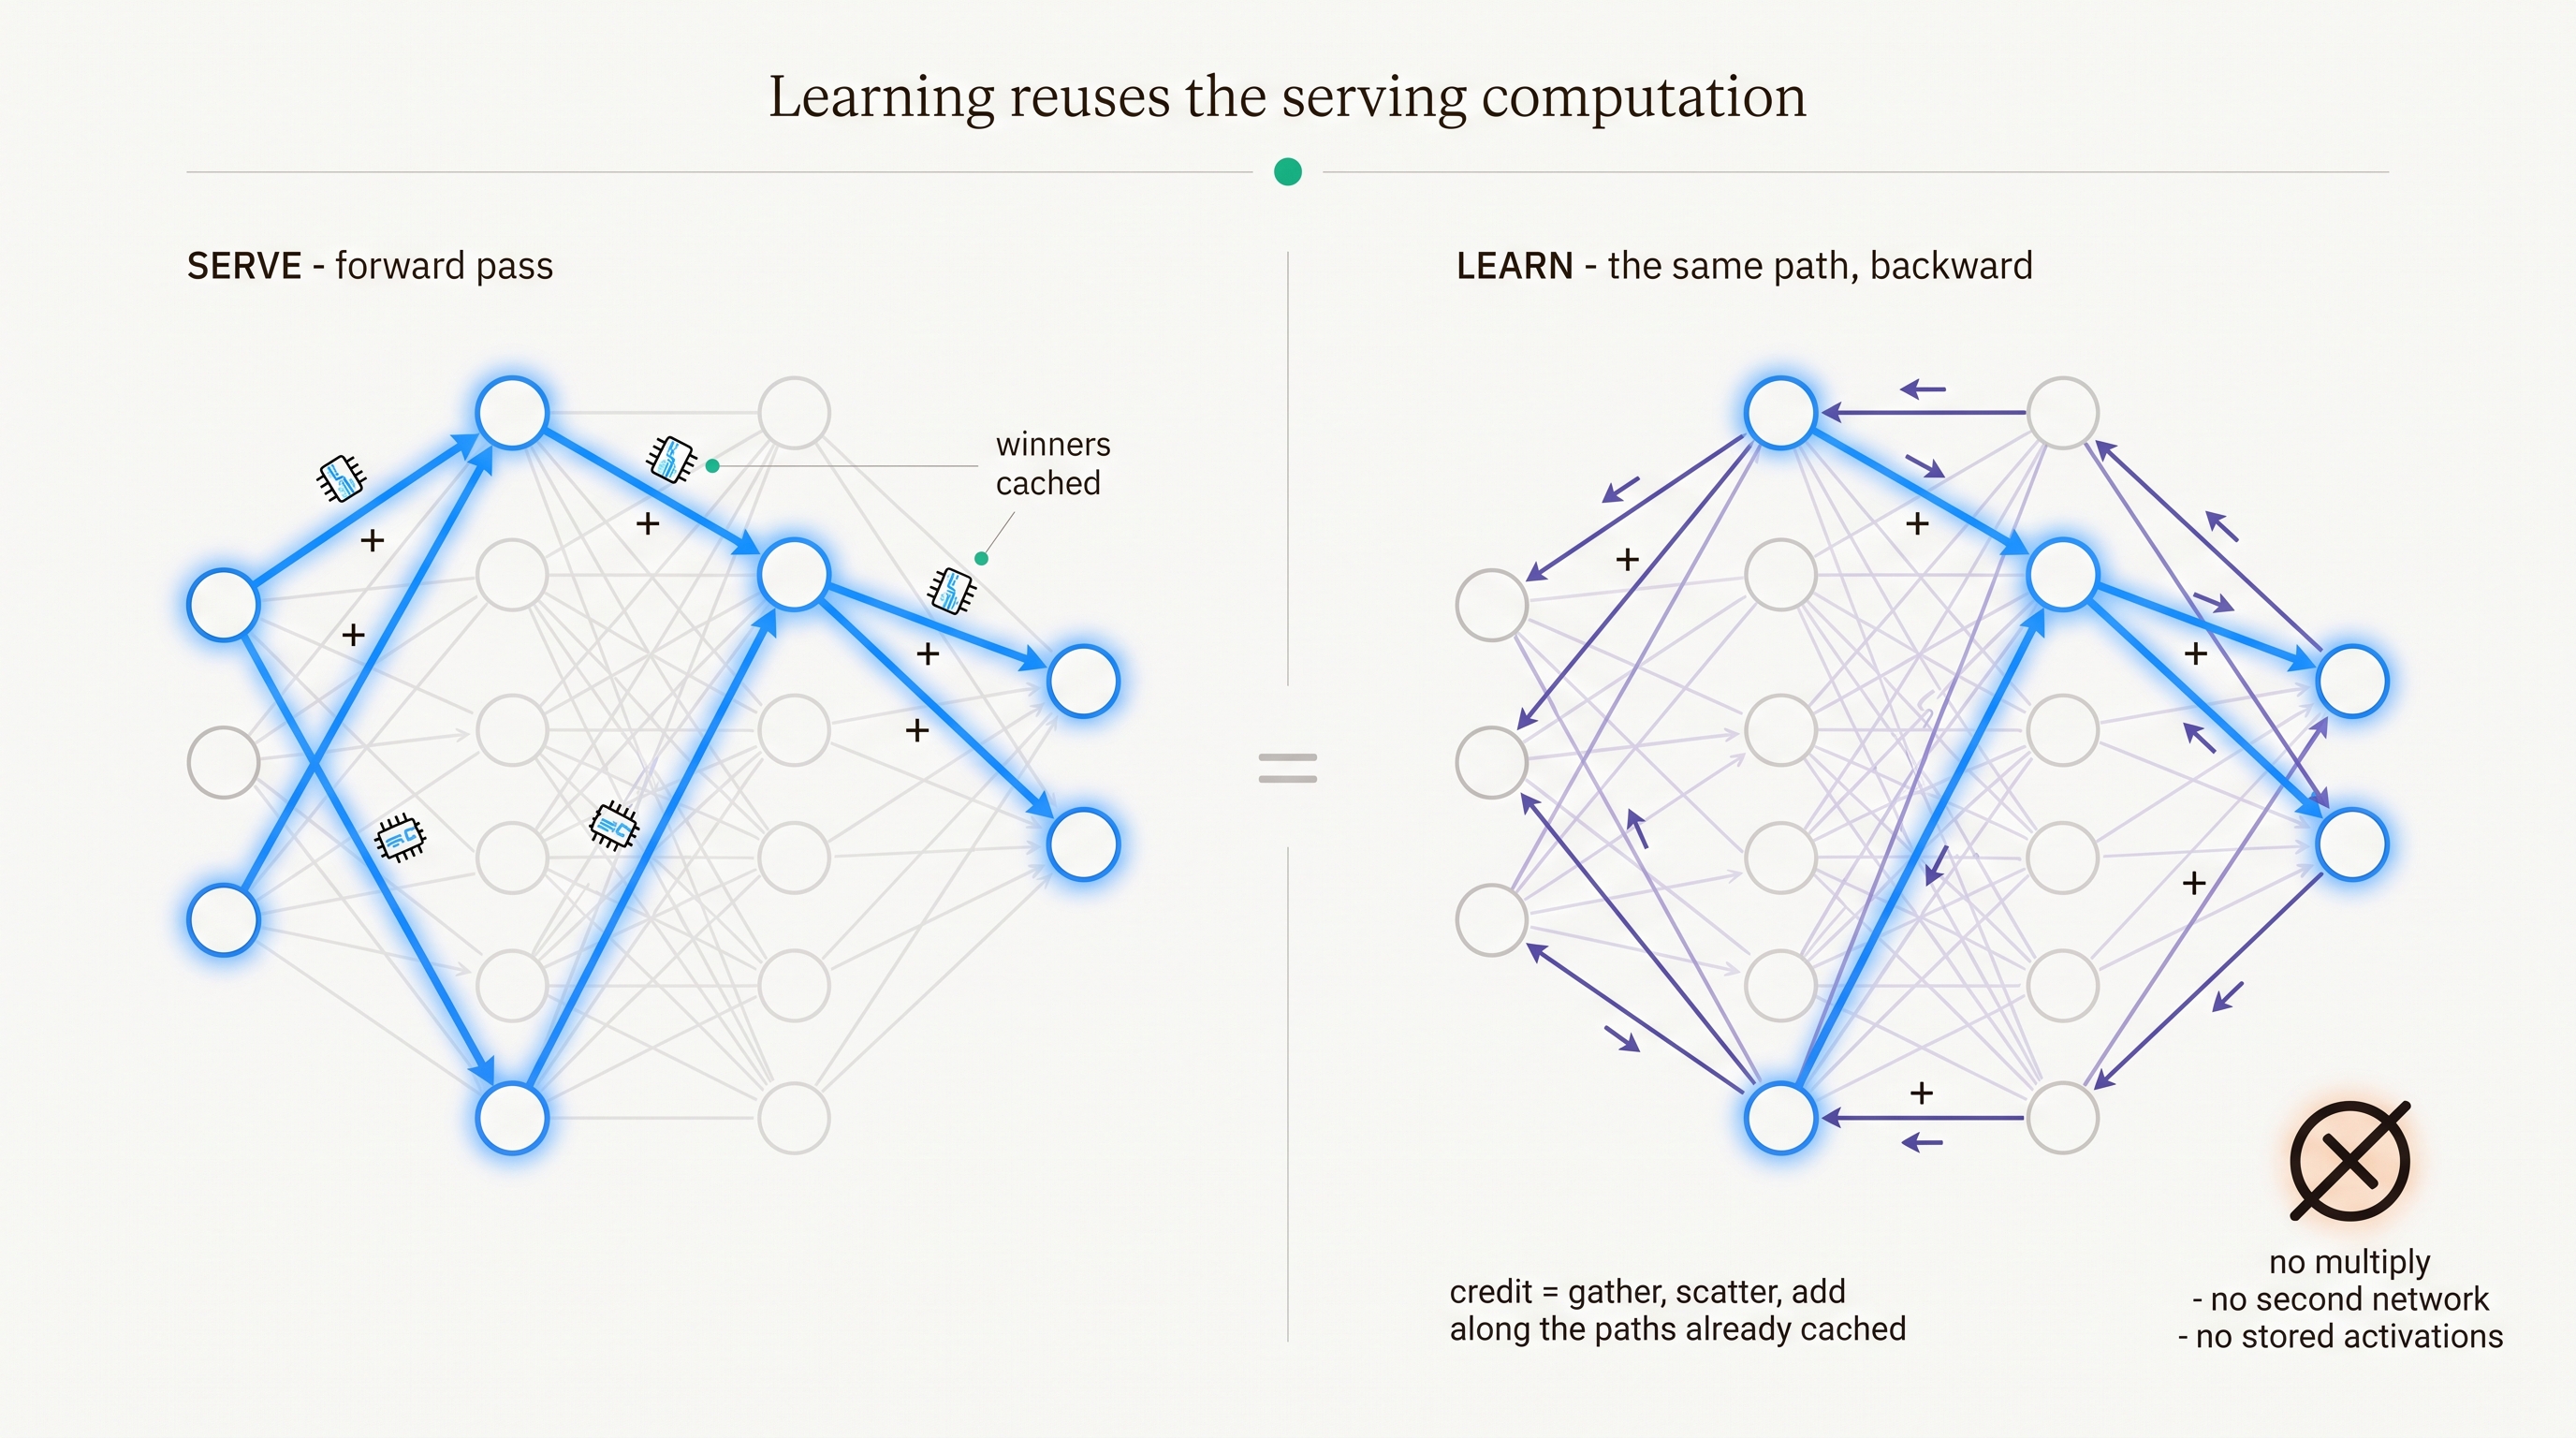 Learning reuses the serving computation
SERVE - forward pass
+
+
+
+
+
winners
cached
=
LEARN - the same path, backward
+
+
+
+
+
credit = gather, scatter, add
along the paths already cached
no multiply
- no second network
- no stored activations